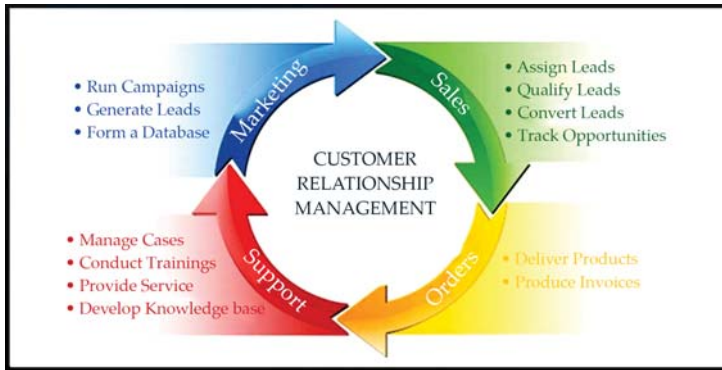 • Run Campaigns
• Generate Leads
• Form a Database
Marketing
Sales
• Assign Leads
• Qualify Leads
• Convert Leads
• Track Opportunities
CUSTOMER
RELATIONSHIP
MANAGEMENT
• Manage Cases
• Conduct Trainings
• Provide Service
• Develop Knowledge base
Support
Orders
• Deliver Products
• Produce Invoices